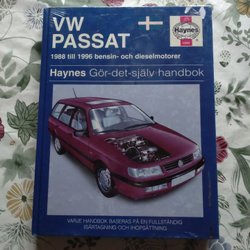 VW
PASSAT
Haynes
1988 till 1996 bensin- och dieselmotorer
Haynes Gör-det-själv handbok
VARJE HANDBOK BASERAS PÅ EN FULLSTÄNDIG
ISÄRTAGNING OCH IHOPSÄTTNING